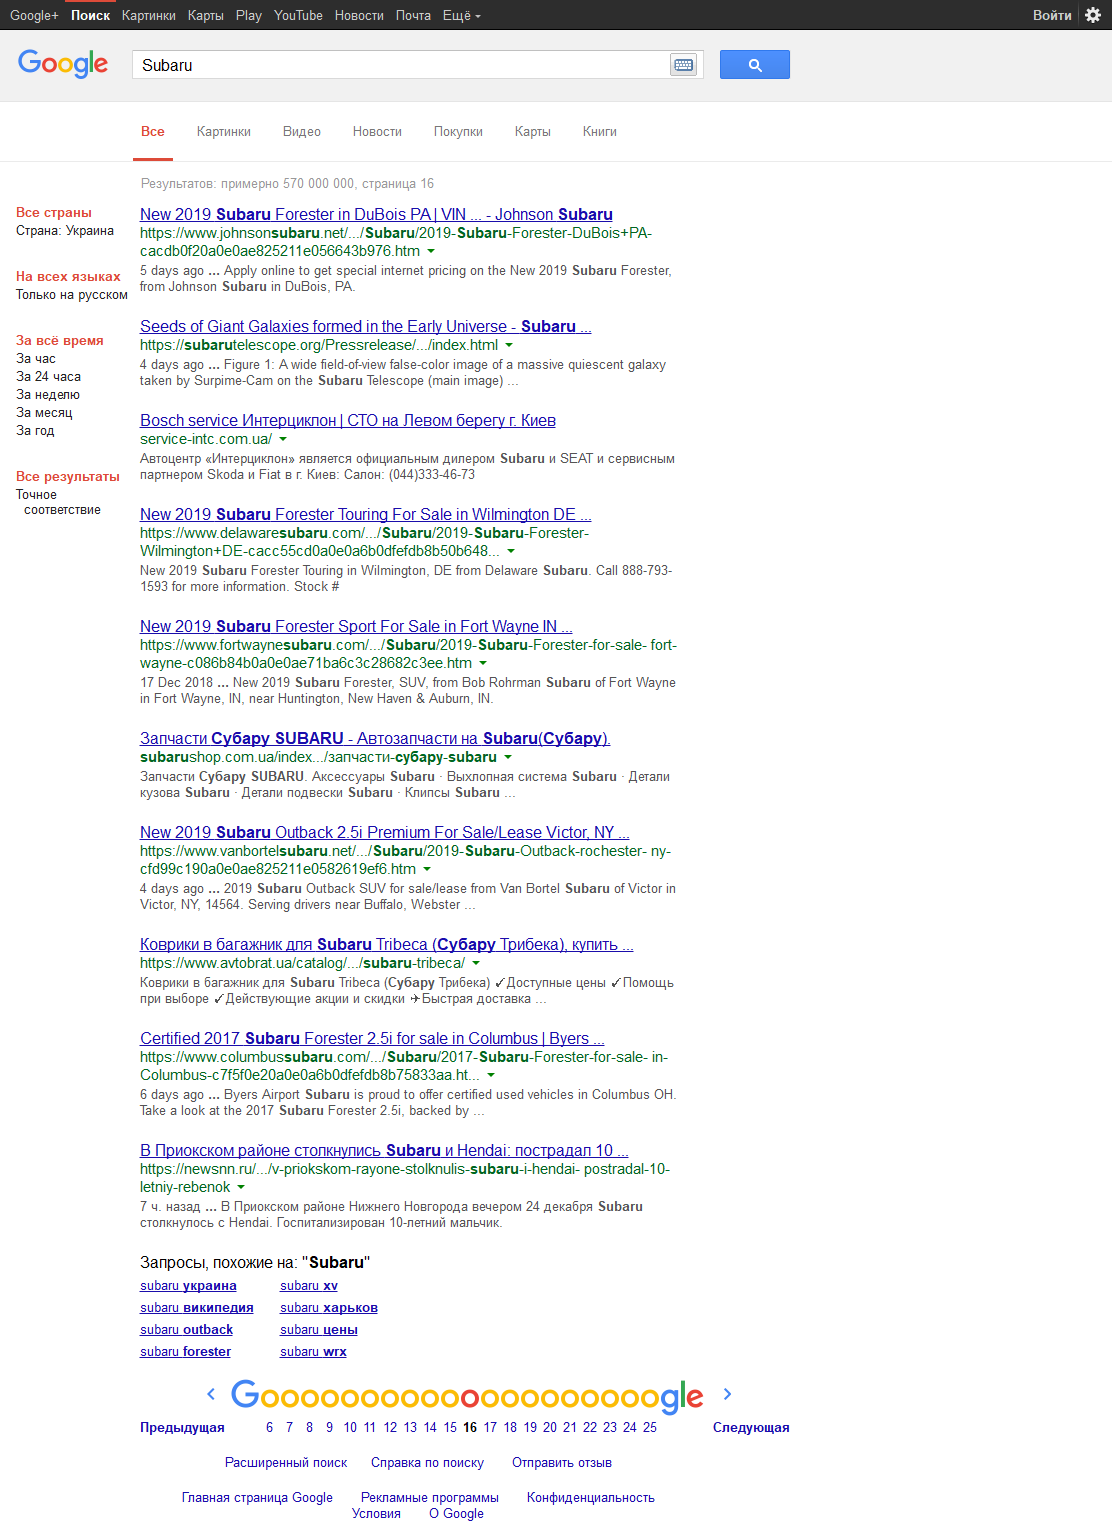 Google+ Поиск Картинки Карты Play YouTube Новости Почта Ещё Войти
Google Subaru
Все Картинки Видео Новости Покупки Карты Книги
Результатов: примерно 570 000 000, страница 16
Все страны
Страна: Украина
На всех языках
Только на русском
За всё время
За час
За 24 часа
За неделю
За месяц
За год
Все результаты
Точное
соответствие
New 2019 Subaru Forester in DuBois PA | VIN ... - Johnson Subaru
https://www.johnsonsubaru.net/.../Subaru/2019-Subaru-Forester-DuBois+PA-
cacdb0f20a0e0ae825211e056643b976.htm
5 days ago ... Apply online to get special internet pricing on the New 2019 Subaru Forester,
from Johnson Subaru in DuBois, PA.
Seeds of Giant Galaxies formed in the Early Universe - Subaru ...
https://subarutelescope.org/Pressrelease/.../index.html
4 days ago ... Figure 1: A wide field-of-view false-color image of a massive quiescent galaxy
taken by Surpime-Cam on the Subaru Telescope (main image) ...
Bosch service Интерциклон | СТО на Левом берегу г. Киев
service-intc.com.ua/
Автоцентр «Интерциклон» является официальным дилером Subaru и SEAT и сервисным
партнером Skoda и Fiat в г. Киев: Салон: (044)333-46-73
New 2019 Subaru Forester Touring For Sale in Wilmington DE ...
https://www.delawaresubaru.com/.../Subaru/2019-Subaru-Forester-
Wilmington+DE-cacc55cd0a0e0a6b0dfefdb8b50b648...
New 2019 Subaru Forester Touring in Wilmington, DE from Delaware Subaru. Call 888-793-
1593 for more information. Stock #
New 2019 Subaru Forester Sport For Sale in Fort Wayne IN ...
https://www.fortwaynesubaru.com/.../Subaru/2019-Subaru-Forester-for-sale- fort-
wayne-c086b84b0a0e0ae71ba6c3c28682c3ee.htm
17 Dec 2018 ... New 2019 Subaru Forester, SUV, from Bob Rohrman Subaru of Fort Wayne
in Fort Wayne, IN, near Huntington, New Haven & Auburn, IN.
Запчасти Субару SUBARU - Автозапчасти на Subaru(Субару).
subarushop.com.ua/index.../запчасти-субару-subaru
Запчасти Субару SUBARU. Аксессуары Subaru · Выхлопная система Subaru · Детали
кузова Subaru · Детали подвески Subaru · Клипсы Subaru ...
New 2019 Subaru Outback 2.5i Premium For Sale/Lease Victor, NY ...
https://www.vanbortelsubaru.net/.../Subaru/2019-Subaru-Outback-rochester- ny-
cfd99c190a0e0ae825211e0582619ef6.htm
4 days ago ... 2019 Subaru Outback SUV for sale/lease from Van Bortel Subaru of Victor in
Victor, NY, 14564. Serving drivers near Buffalo, Webster ...
Коврики в багажник для Subaru Tribeca (Субару Трибека), купить ...
https://www.avtobrat.ua/catalog/.../subaru-tribeca/
Коврики в багажник для Subaru Tribeca (Субару Трибека) ✓Доступные цены ✓Помощь
при выборе ✓Действующие акции и скидки ✈Быстрая доставка ...
Certified 2017 Subaru Forester 2.5i for sale in Columbus | Byers ...
https://www.columbussubaru.com/.../Subaru/2017-Subaru-Forester-for-sale- in-
Columbus-c7f5f0e20a0e0a6b0dfefdb8b75833aa.ht...
6 days ago ... Byers Airport Subaru is proud to offer certified used vehicles in Columbus OH.
Take a look at the 2017 Subaru Forester 2.5i, backed by ...
В Приокском районе столкнулись Subaru и Hendai: пострадал 10 ...
https://newsnn.ru/.../v-priokskom-rayone-stolknulis-subaru-i-hendai- postradal-10-
letniy-rebenok
7 ч. назад ... В Приокском районе Нижнего Новгорода вечером 24 декабря Subaru
столкнулось с Hendai. Госпитализирован 10-летний мальчик.
Запросы, похожие на: "Subaru"
subaru украина subaru xv
subaru википедия subaru харьков
subaru outback subaru цены
subaru forester subaru wrx
Goooooooooooooooooooogle
Предыдущая 6 7 8 9 10 11 12 13 14 15 16 17 18 19 20 21 22 23 24 25 Следующая
Расширенный поиск Справка по поиску Отправить отзыв
Главная страница Google Рекламные программы Конфиденциальность
Условия О Google